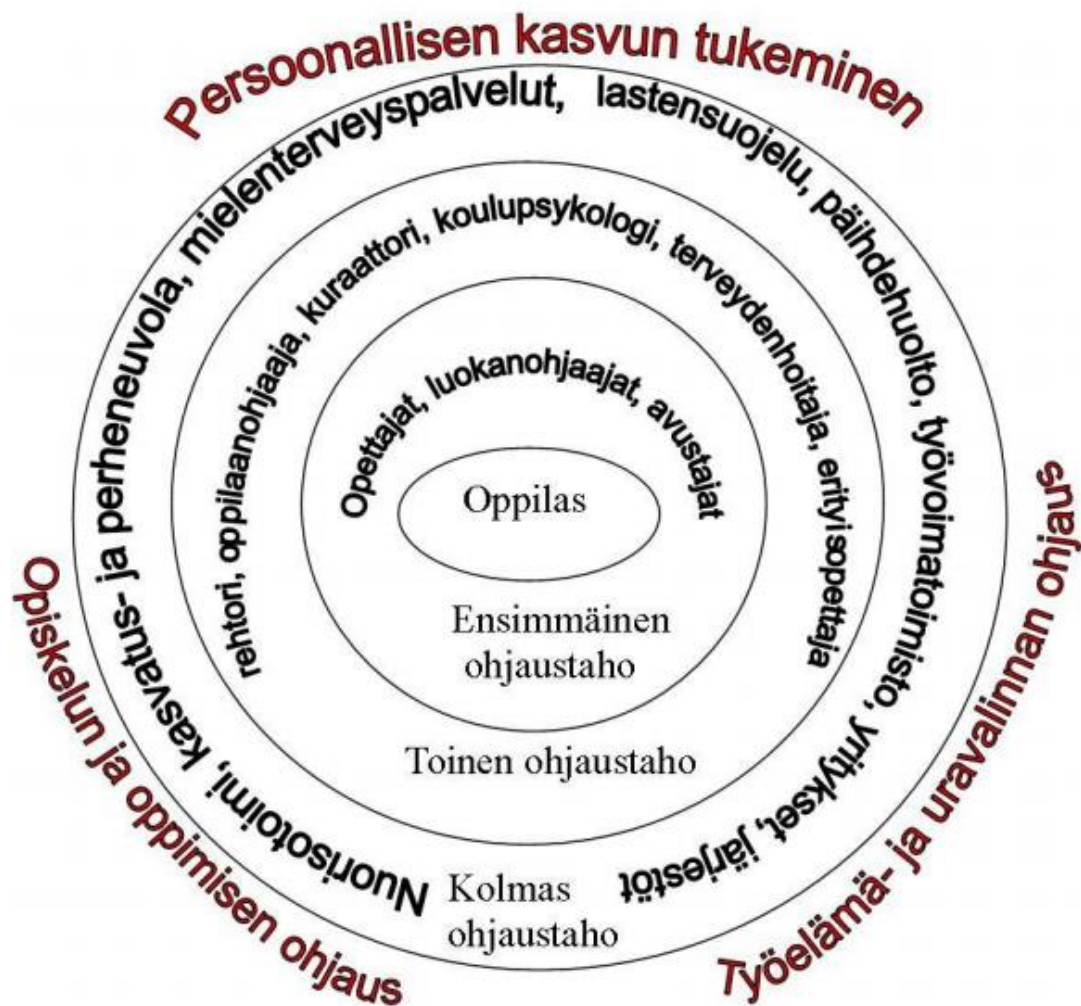 Persoonallisen kasvun tukeminen
Nuorisotoimi, kasvatus- ja perheneuvola, mielenterveyspalvelut, lastensuojelu, päihdehuolto, työvoimatoimisto, yritykset, järjestöt
rehtori, oppilaanohjaaja, kuraattori, koulupsykologi, terveydenhoitaja, erityisopettaja
Opettajat, luokanohjaajat, avustajat
Oppilas
Ensimmäinen
ohjaustaho
Toinen ohjaustaho
Kolmas
ohjaustaho
Opiskelun ja oppimisen ohjaus
Työelämä- ja uravalinnan ohjaus